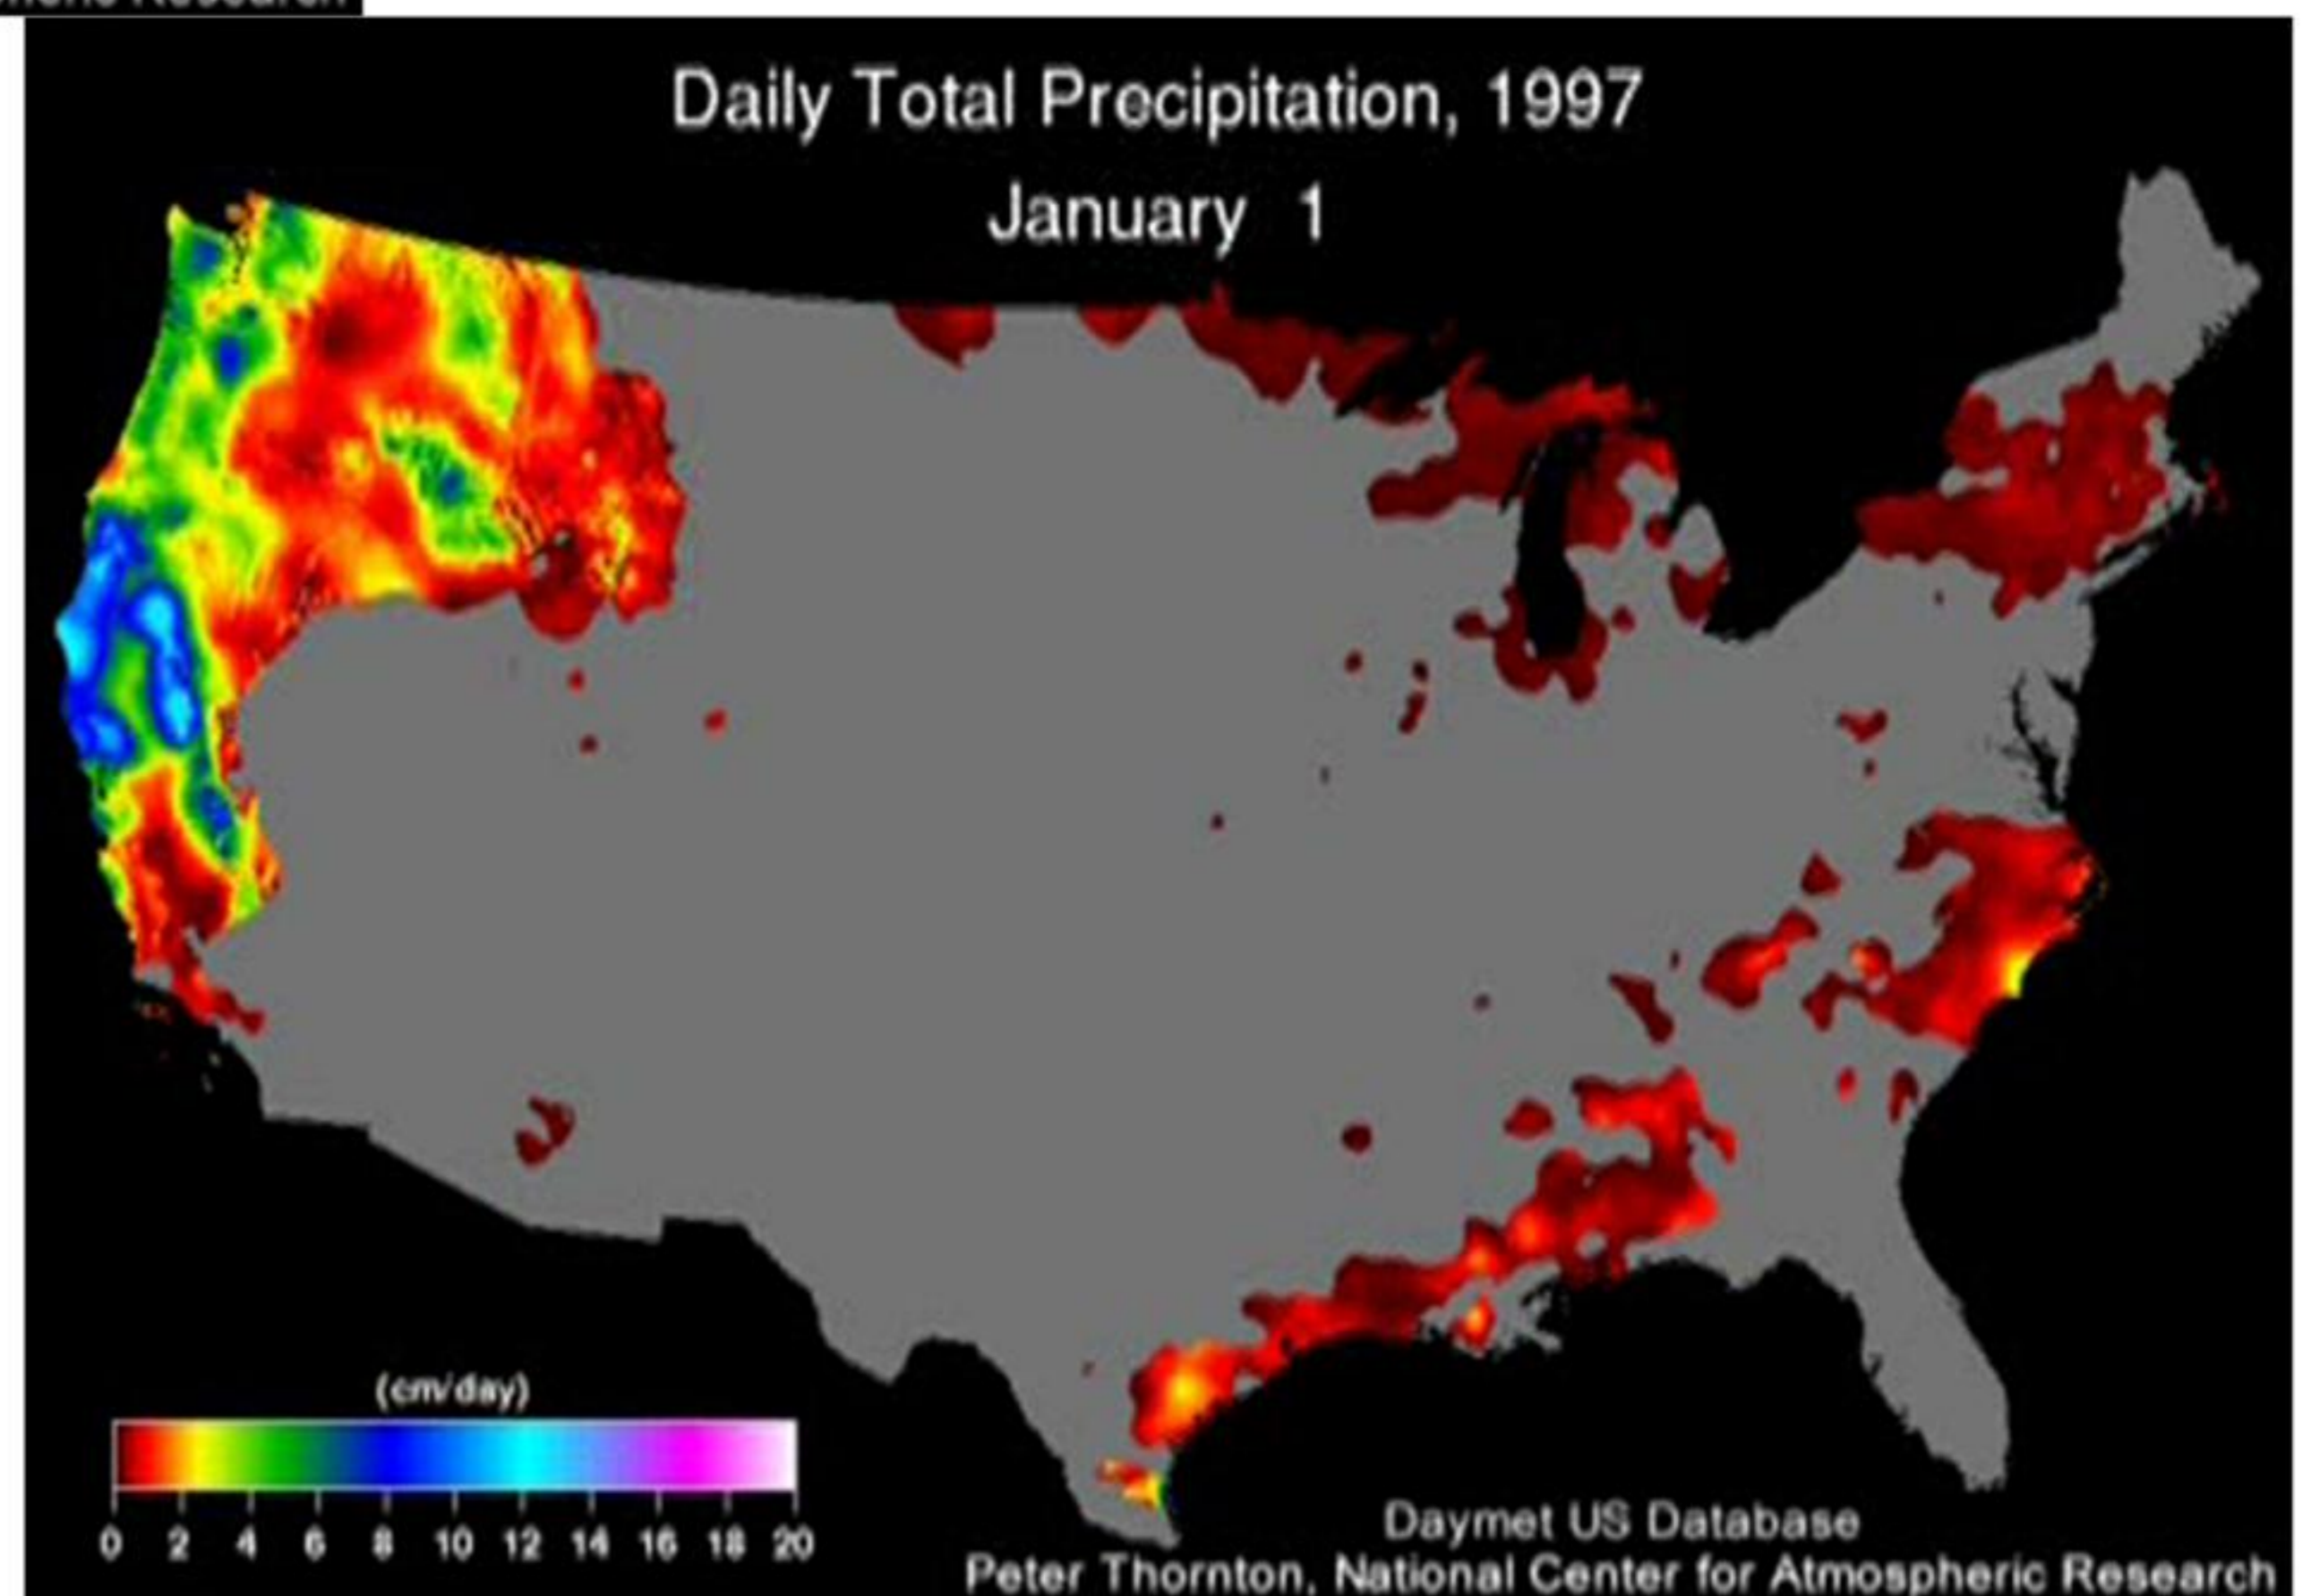 Research
Daily Total Precipitation, 1997
January 1
(cm/day)
0 2 4 6 8 10 12 14 16 18 20
Daymet US Database
Peter Thornton, National Center for Atmospheric Research